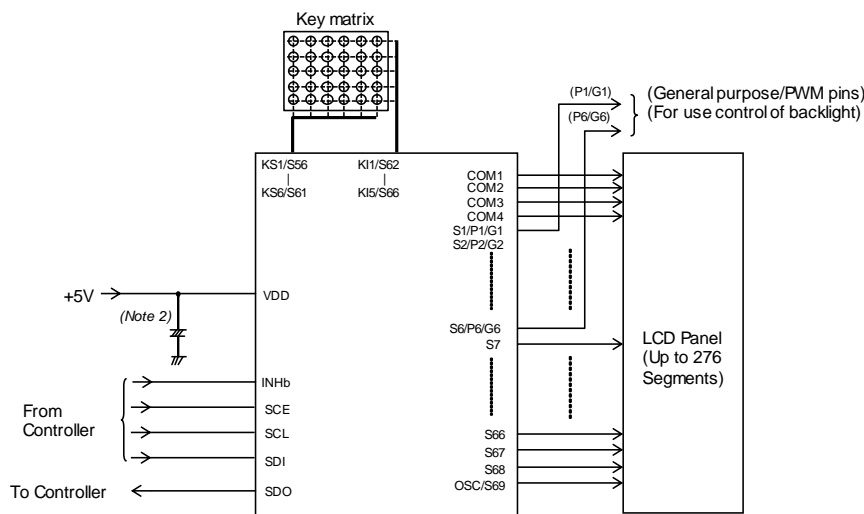 Key matrix
(P1/G1)
(P6/G6)
(General purpose/PWM pins)
(For use control of backlight)
KS1/S56
|
KS6/S61
KI1/S62
|
KI5/S66
COM1
COM2
COM3
COM4
S1/P1/G1
S2/P2/G2
+5V
(Note 2)
VDD
S6/P6/G6
S7
LCD Panel
(Up to 276
Segments)
From
Controller
INHb
SCE
SCL
SDI
To Controller
SDO
S66
S67
S68
OSC/S69